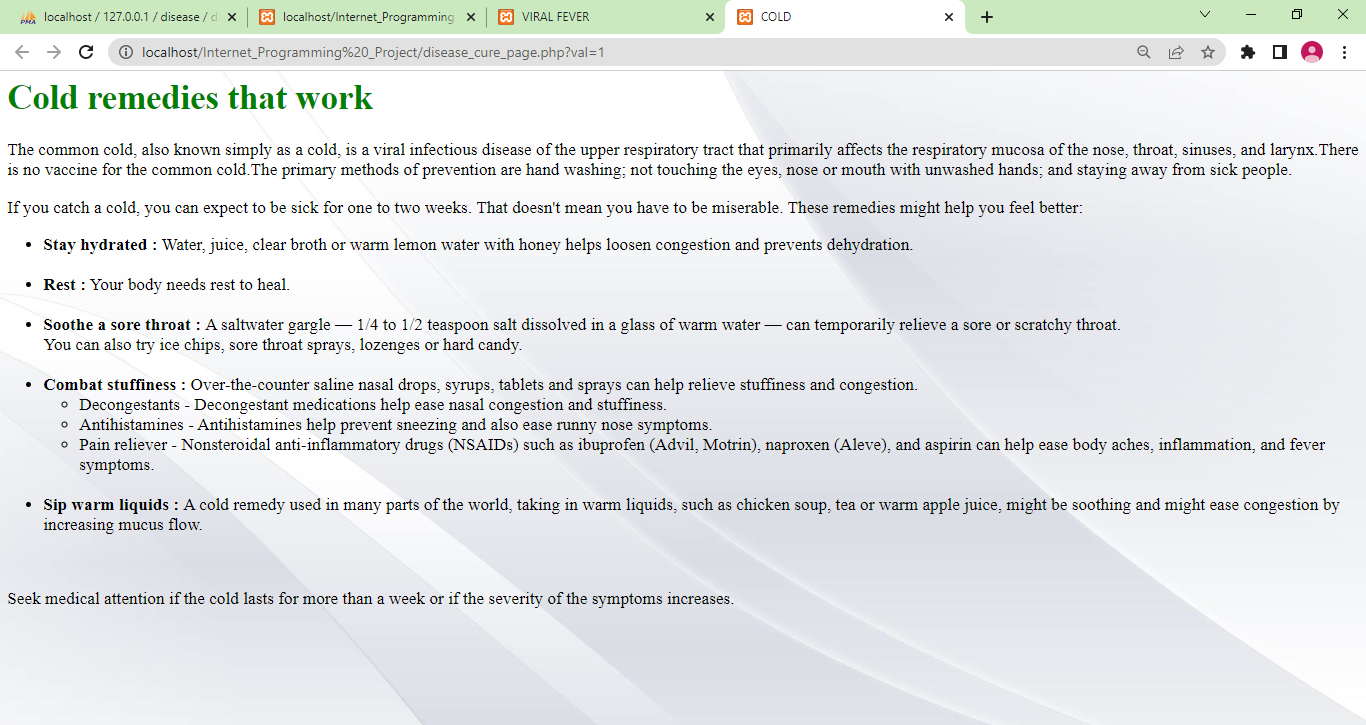 localhost / 127.0.0.1 / disease / d
localhost/Internet_Programming
VIRAL FEVER
COLD
localhost/Internet_Programming%20_Project/disease_cure_page.php?val=1
Cold remedies that work
The common cold, also known simply as a cold, is a viral infectious disease of the upper respiratory tract that primarily affects the respiratory mucosa of the nose, throat, sinuses, and larynx.There
is no vaccine for the common cold.The primary methods of prevention are hand washing; not touching the eyes, nose or mouth with unwashed hands; and staying away from sick people.
If you catch a cold, you can expect to be sick for one to two weeks. That doesn't mean you have to be miserable. These remedies might help you feel better:
• Stay hydrated : Water, juice, clear broth or warm lemon water with honey helps loosen congestion and prevents dehydration.
• Rest : Your body needs rest to heal.
• Soothe a sore throat : A saltwater gargle — 1/4 to 1/2 teaspoon salt dissolved in a glass of warm water — can temporarily relieve a sore or scratchy throat.
You can also try ice chips, sore throat sprays, lozenges or hard candy.
• Combat stuffiness : Over-the-counter saline nasal drops, syrups, tablets and sprays can help relieve stuffiness and congestion.
◦ Decongestants - Decongestant medications help ease nasal congestion and stuffiness.
◦ Antihistamines - Antihistamines help prevent sneezing and also ease runny nose symptoms.
◦ Pain reliever - Nonsteroidal anti-inflammatory drugs (NSAIDs) such as ibuprofen (Advil, Motrin), naproxen (Aleve), and aspirin can help ease body aches, inflammation, and fever
symptoms.
• Sip warm liquids : A cold remedy used in many parts of the world, taking in warm liquids, such as chicken soup, tea or warm apple juice, might be soothing and might ease congestion by
increasing mucus flow.
Seek medical attention if the cold lasts for more than a week or if the severity of the symptoms increases.